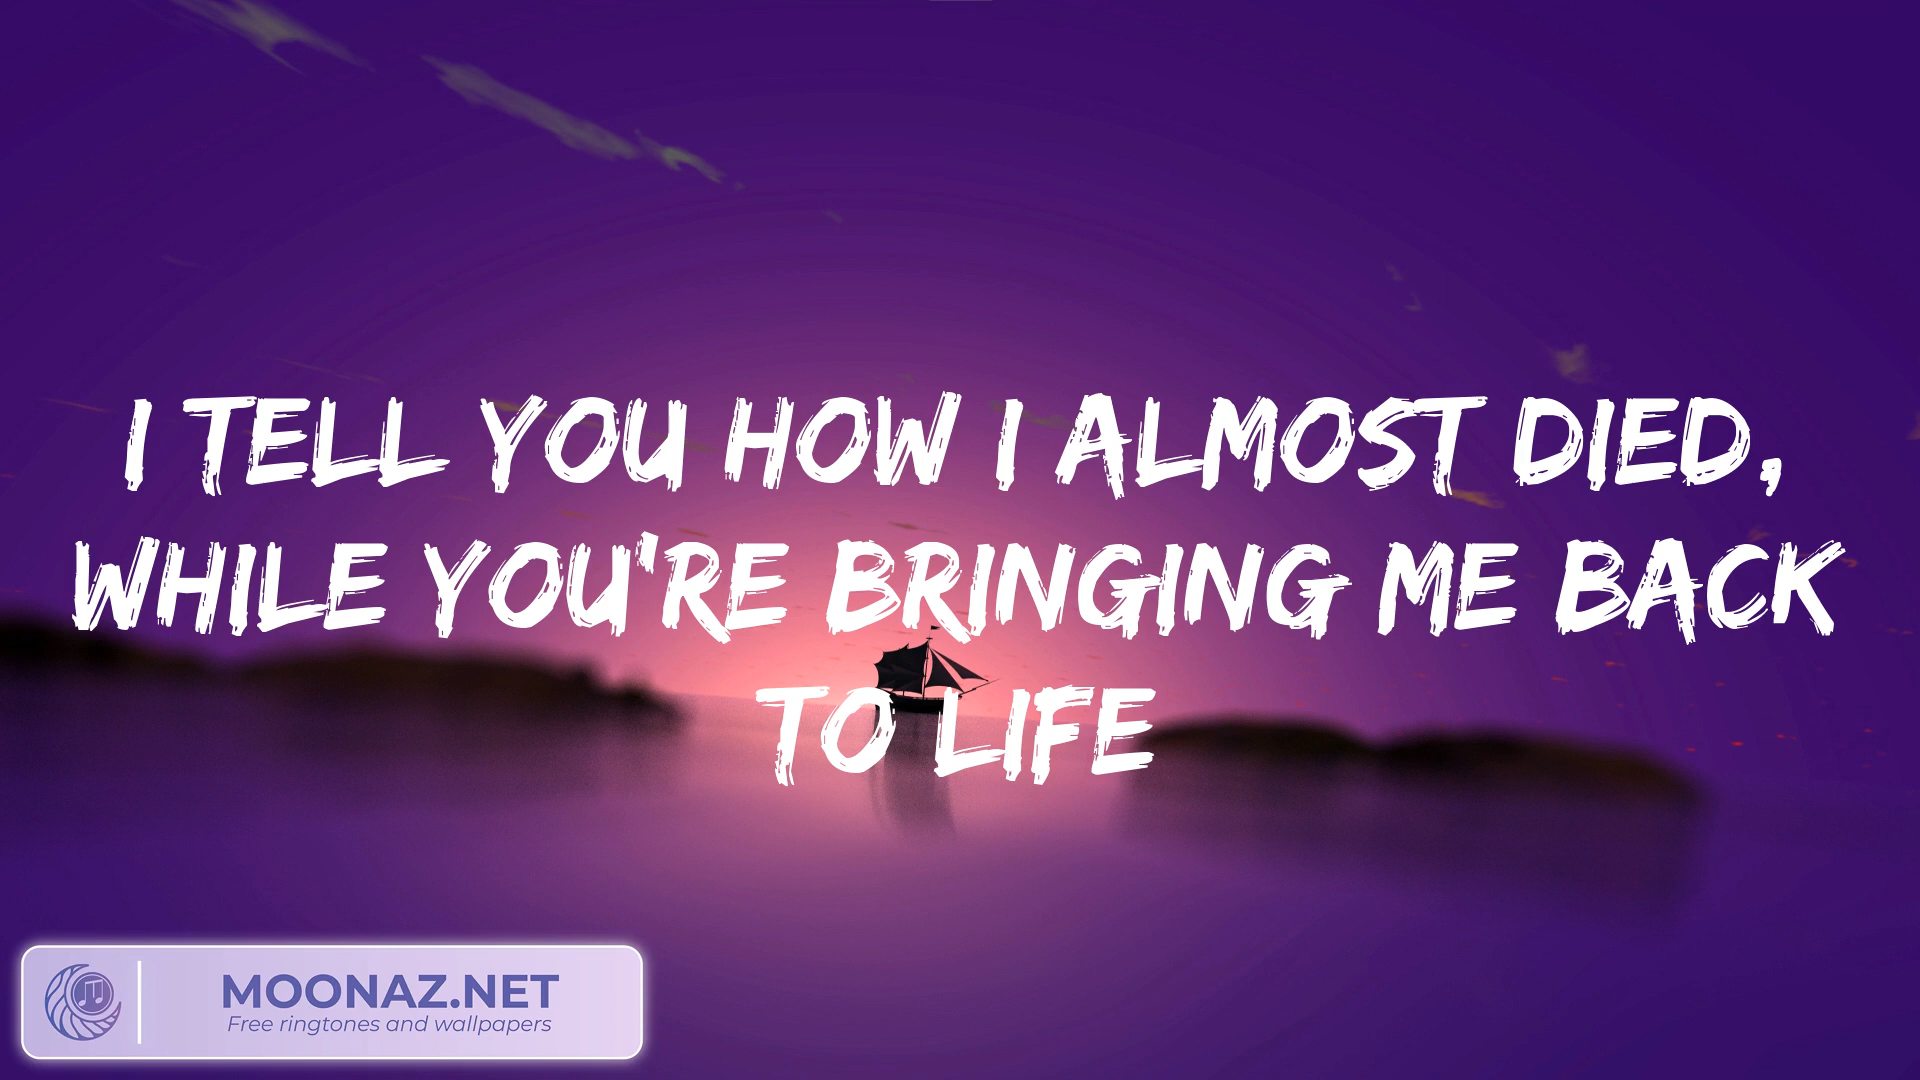 I TELL YOU HOW I ALMOST DIED,
WHILE YOU'RE BRINGING ME BACK
TO LIFE
MOONAZ.NET
Free ringtones and wallpapers